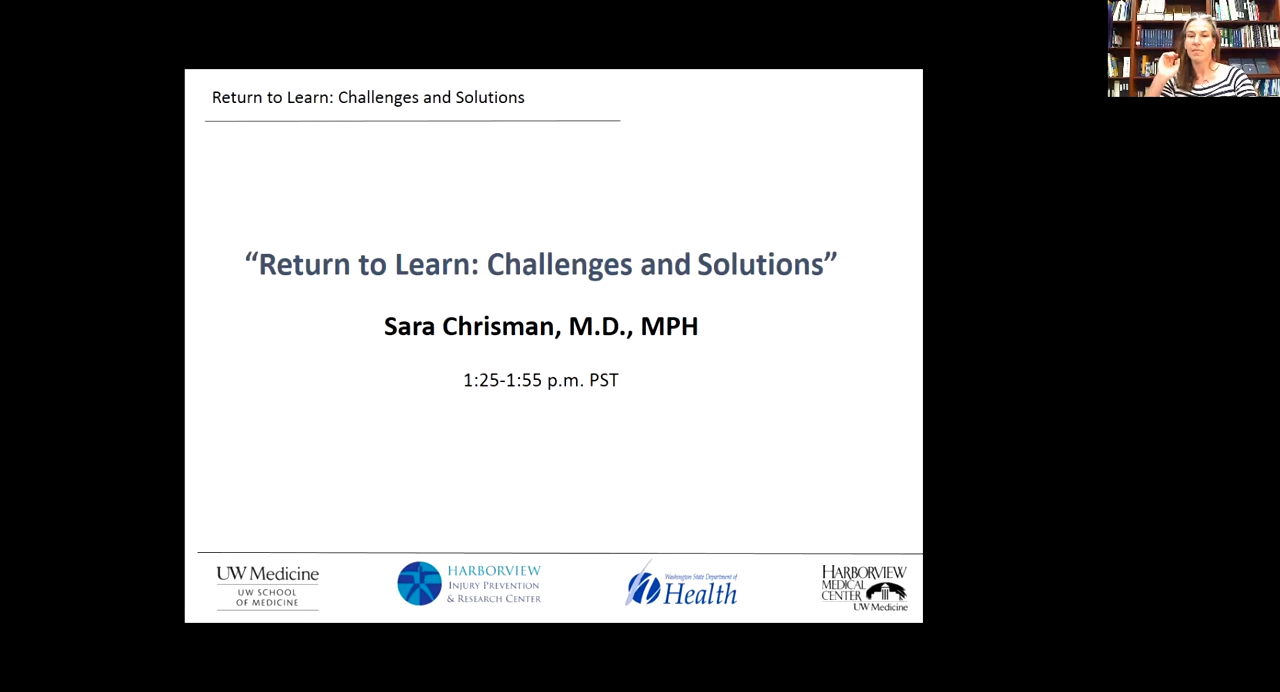 Return to Learn: Challenges and Solutions
“Return to Learn: Challenges and Solutions”
Sara Chrisman, M.D., MPH
1:25-1:55 p.m. PST
UW Medicine
UW SCHOOL
OF MEDICINE
HARBORVIEW
INJURY PREVENTION
& RESEARCH CENTER
Washington State Department of
Health
HARBORVIEW
MEDICAL
CENTER
UW Medicine